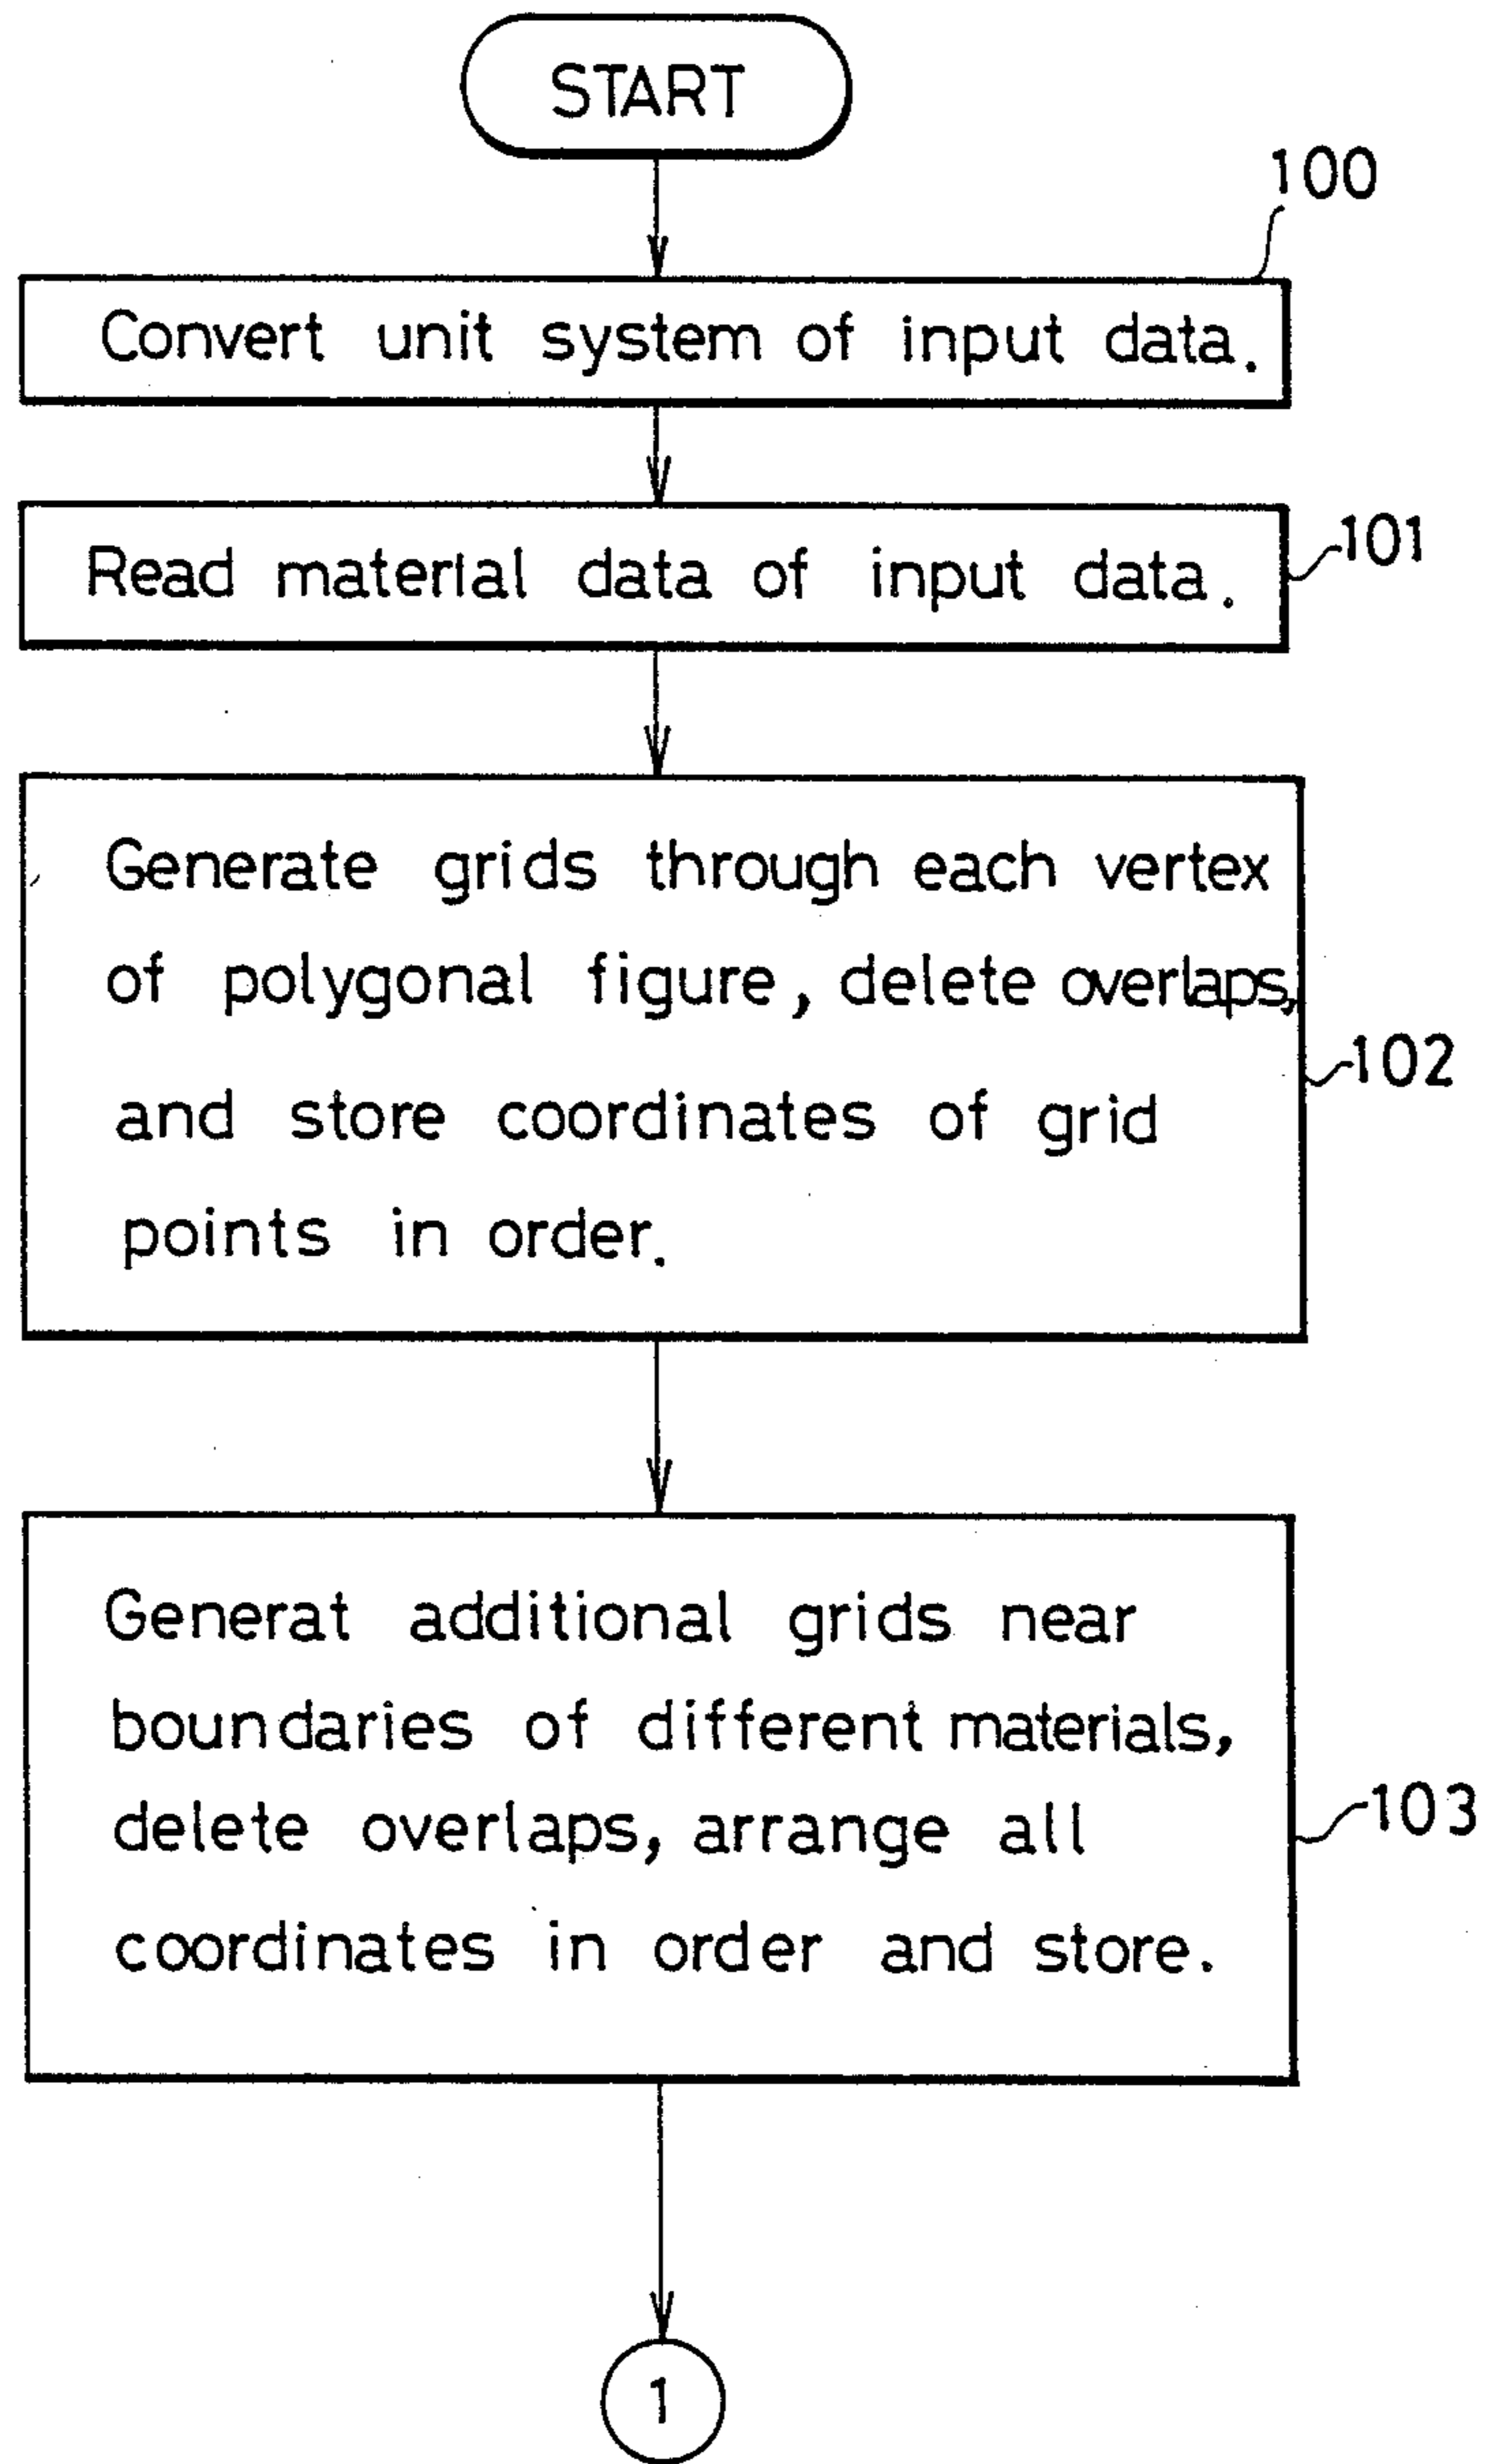 START
100
Convert unit system of input data.
Read material data of input data.
101
Generate grids through each vertex
of polygonal figure, delete overlaps,
102
and store coordinates of grid
points in order.
Generat additional grids near
boundaries of different materials,
delete overlaps, arrange all
103
coordinates in order and store.
1